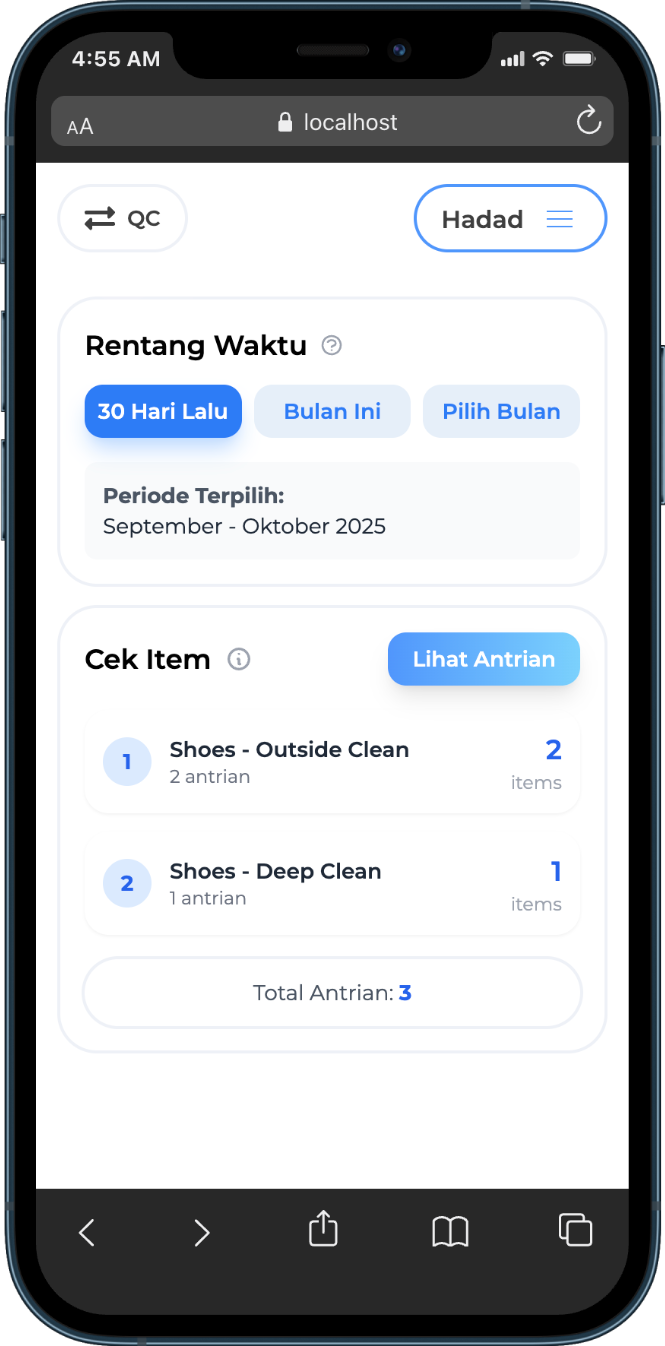 4:55 AM
AA
localhost
QC
Hadad
Rentang Waktu
30 Hari Lalu
Bulan Ini
Pilih Bulan
Periode Terpilih:
September - Oktober 2025
Cek Item
Lihat Antrian
1
Shoes - Outside Clean
2 antrian
2
items
2
Shoes - Deep Clean
1 antrian
1
items
Total Antrian: 3